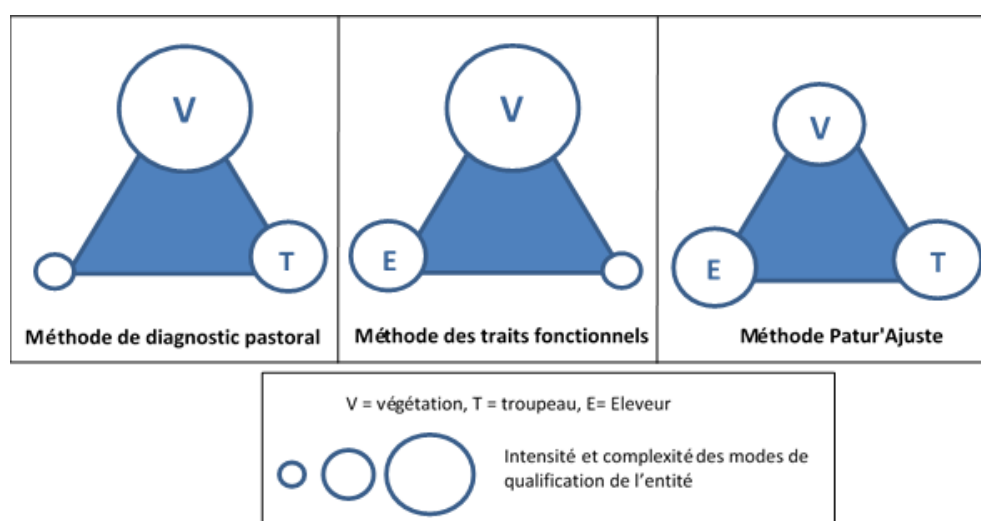 V
T
Méthode de diagnostic pastoral
V
E
Méthode des traits fonctionnels
V
E
T
Méthode Patur'Ajuste
V = végétation, T = troupeau, E= Eleveur
Intensité et complexité des modes de
qualification de l'entité